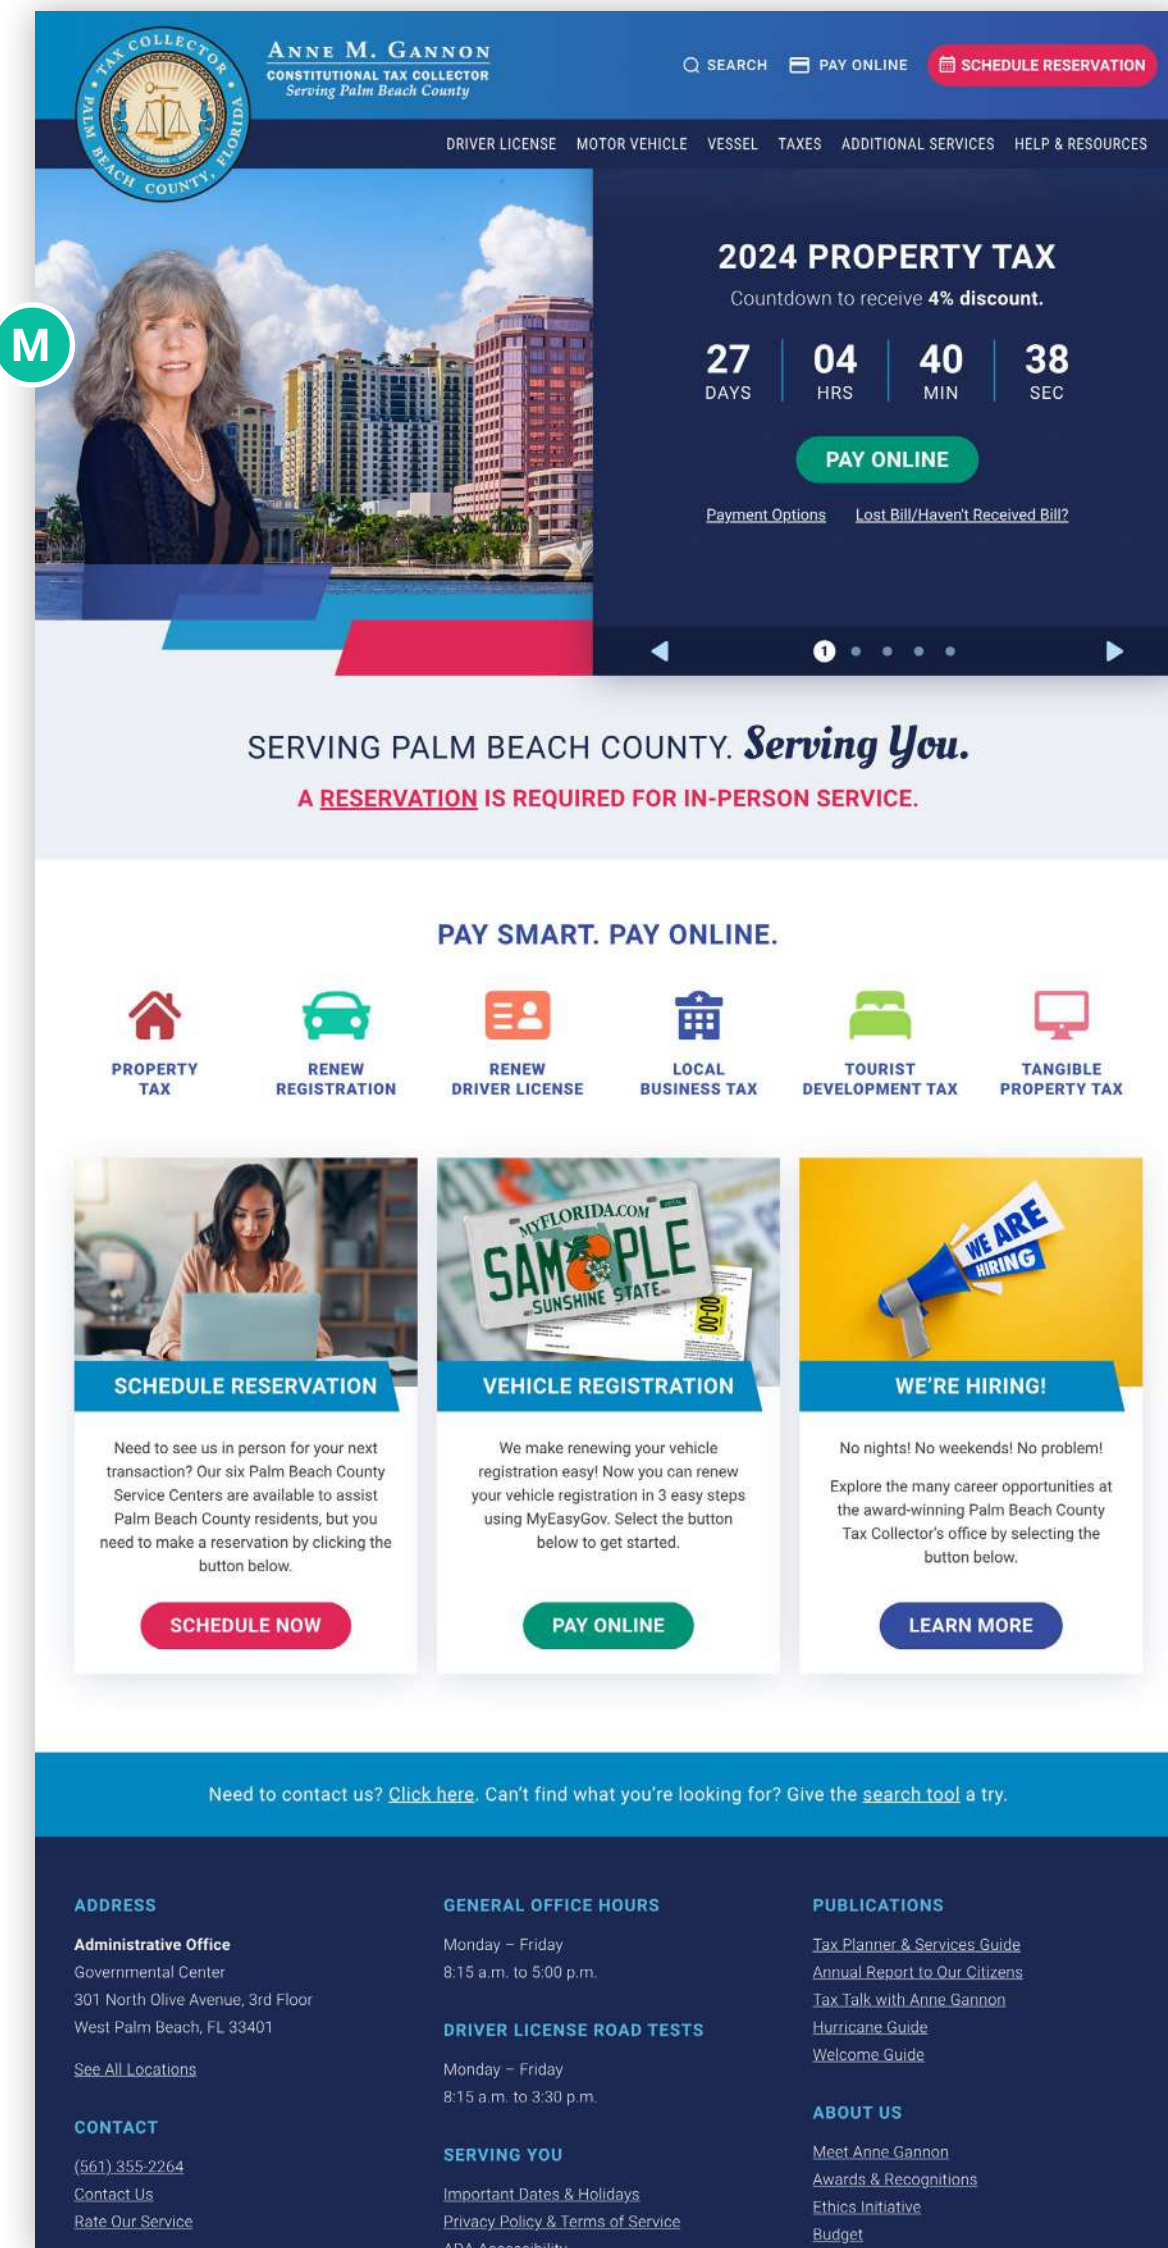 TAX COLLECTOR
PALM BEACH COUNTY, FLORIDA
ANNE M. GANNON
CONSTITUTIONAL TAX COLLECTOR
Serving Palm Beach County
SEARCH PAY ONLINE SCHEDULE RESERVATION
DRIVER LICENSE MOTOR VEHICLE VESSEL TAXES ADDITIONAL SERVICES HELP & RESOURCES
M
2024 PROPERTY TAX
Countdown to receive 4% discount.
27 04 40 38
DAYS HRS MIN SEC
PAY ONLINE
Payment Options Lost Bill/Haven't Received Bill?
1
SERVING PALM BEACH COUNTY. Serving You.
A RESERVATION IS REQUIRED FOR IN-PERSON SERVICE.
PAY SMART. PAY ONLINE.
PROPERTY
TAX
RENEW
REGISTRATION
RENEW
DRIVER LICENSE
LOCAL
BUSINESS TAX
TOURIST
DEVELOPMENT TAX
TANGIBLE
PROPERTY TAX
SCHEDULE RESERVATION
Need to see us in person for your next
transaction? Our six Palm Beach County
Service Centers are available to assist
Palm Beach County residents, but you
need to make a reservation by clicking the
button below.
SCHEDULE NOW
MYFLORIDA.COM
SAMPLE
SUNSHINE STATE
00-00
VEHICLE REGISTRATION
We make renewing your vehicle
registration easy! Now you can renew
your vehicle registration in 3 easy steps
using MyEasyGov. Select the button
below to get started.
PAY ONLINE
WE ARE
HIRING
WE'RE HIRING!
No nights! No weekends! No problem!
Explore the many career opportunities at
the award-winning Palm Beach County
Tax Collector's office by selecting the
button below.
LEARN MORE
Need to contact us? Click here. Can't find what you're looking for? Give the search tool a try.
ADDRESS
Administrative Office
Governmental Center
301 North Olive Avenue, 3rd Floor
West Palm Beach, FL 33401
See All Locations
CONTACT
(561) 355-2264
Contact Us
Rate Our Service
GENERAL OFFICE HOURS
Monday – Friday
8:15 a.m. to 5:00 p.m.
DRIVER LICENSE ROAD TESTS
Monday – Friday
8:15 a.m. to 3:30 p.m.
SERVING YOU
Important Dates & Holidays
Privacy Policy & Terms of Service
ADA Accessibility
PUBLICATIONS
Tax Planner & Services Guide
Annual Report to Our Citizens
Tax Talk with Anne Gannon
Hurricane Guide
Welcome Guide
ABOUT US
Meet Anne Gannon
Awards & Recognitions
Ethics Initiative
Budget